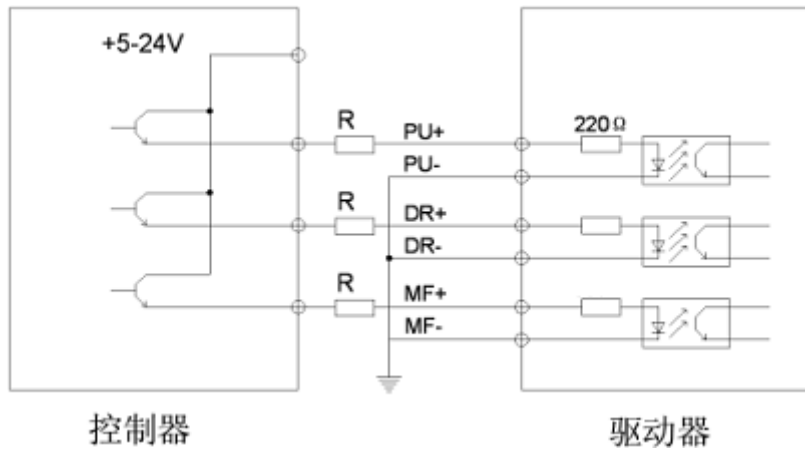 +5-24V
R
PU+
220Ω
PU-
R
DR+
DR-
R
MF+
MF-
控制器
驱动器